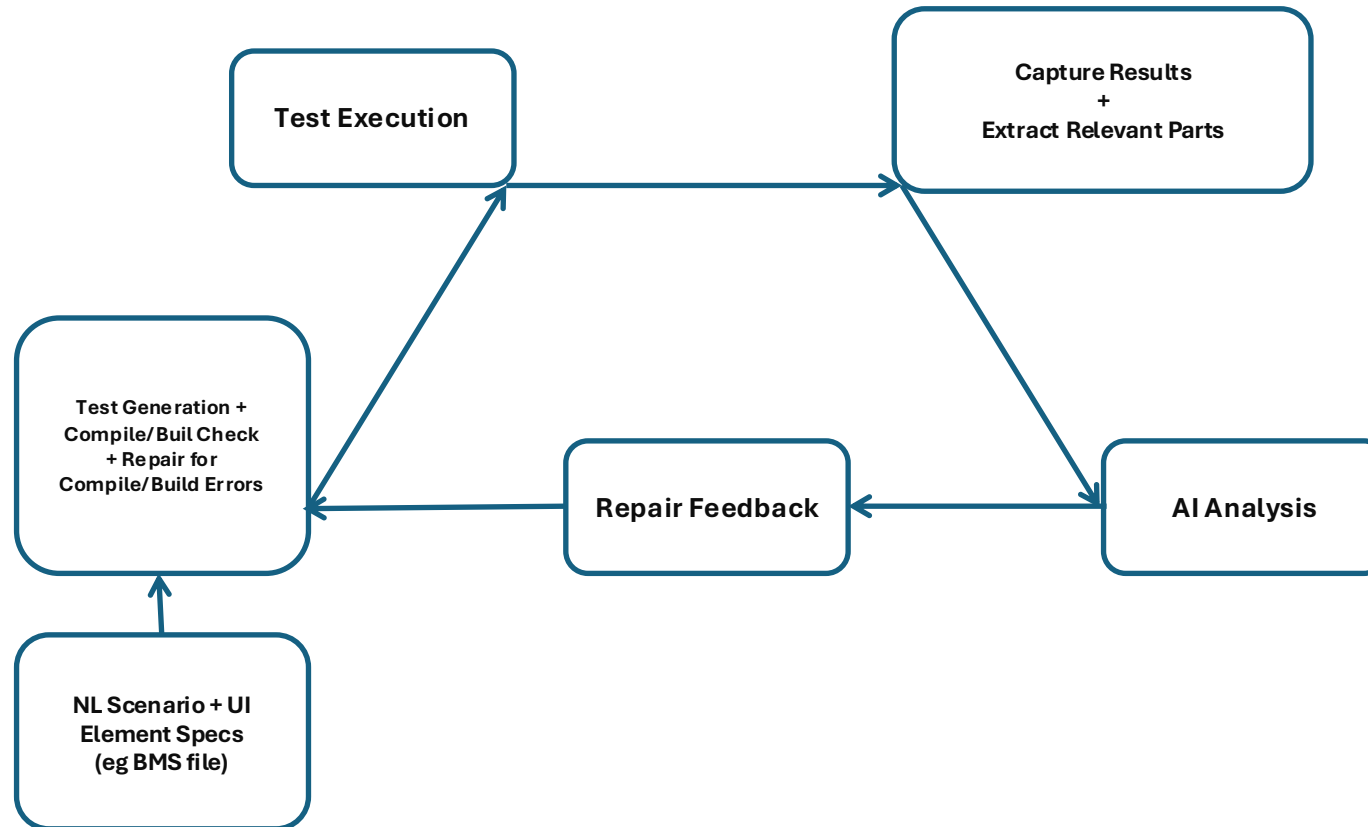 Test Execution
Capture Results
+
Extract Relevant Parts
Test Generation +
Compile/Buil Check
+ Repair for
Compile/Build Errors
Repair Feedback
AI Analysis
NL Scenario + UI
Element Specs
(eg BMS file)